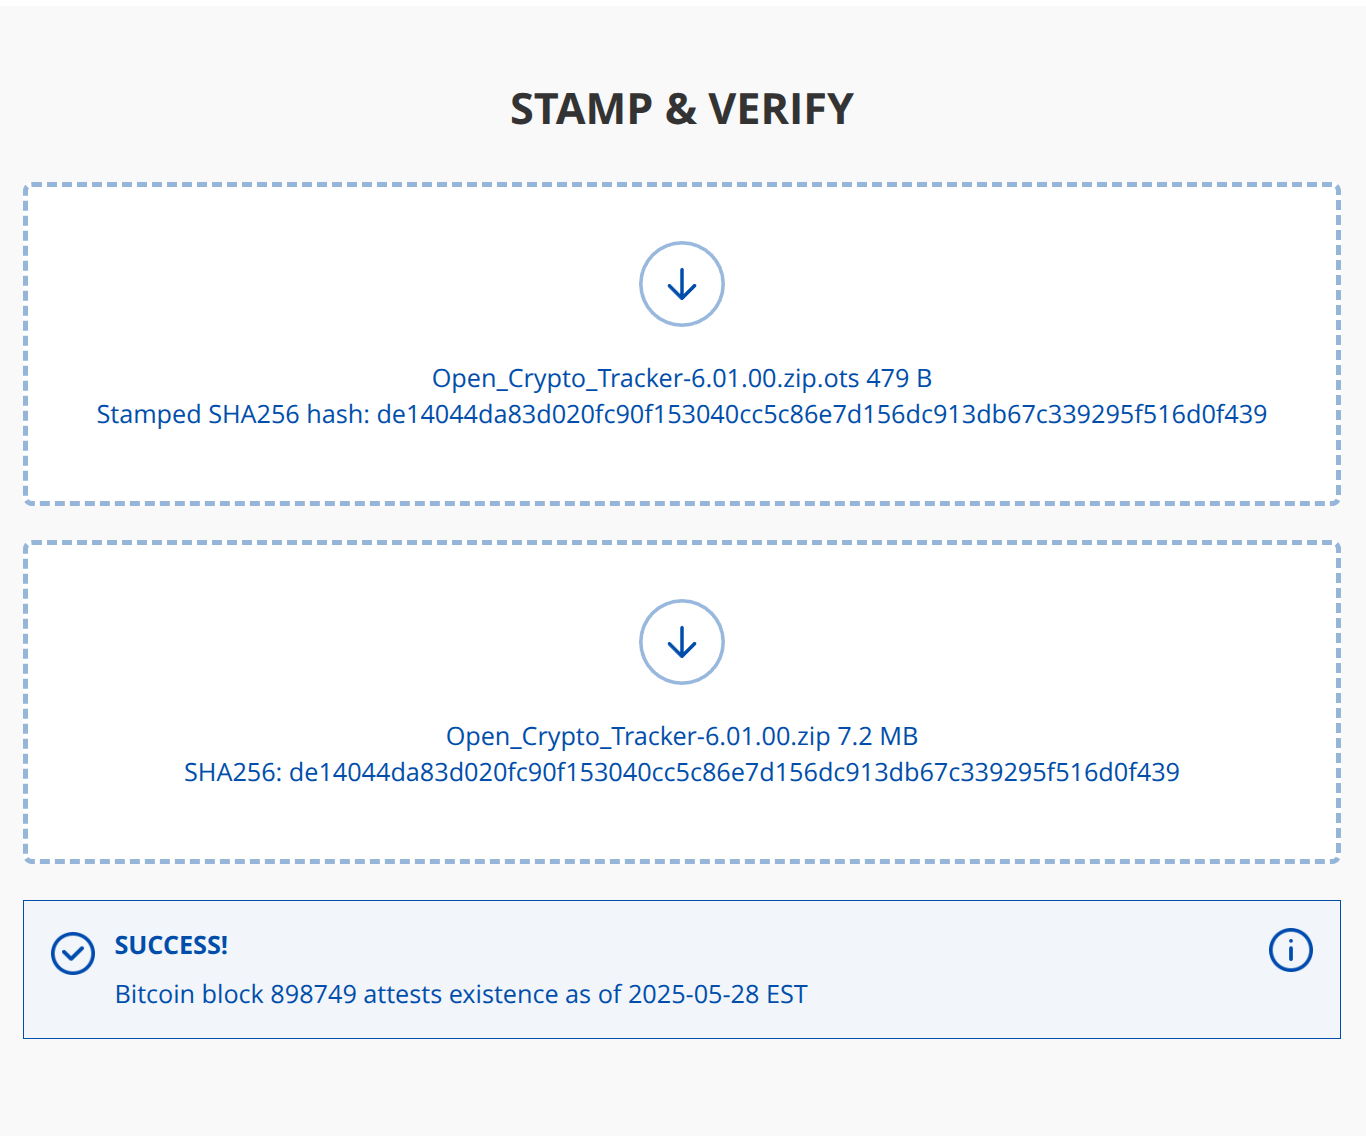 STAMP & VERIFY
Open_Crypto_Tracker-6.01.00.zip.ots 479 B
Stamped SHA256 hash: de14044da83d020fc90f153040cc5c86e7d156dc913db67c339295f516d0f439
Open_Crypto_Tracker-6.01.00.zip 7.2 MB
SHA256: de14044da83d020fc90f153040cc5c86e7d156dc913db67c339295f516d0f439
SUCCESS!
Bitcoin block 898749 attests existence as of 2025-05-28 EST